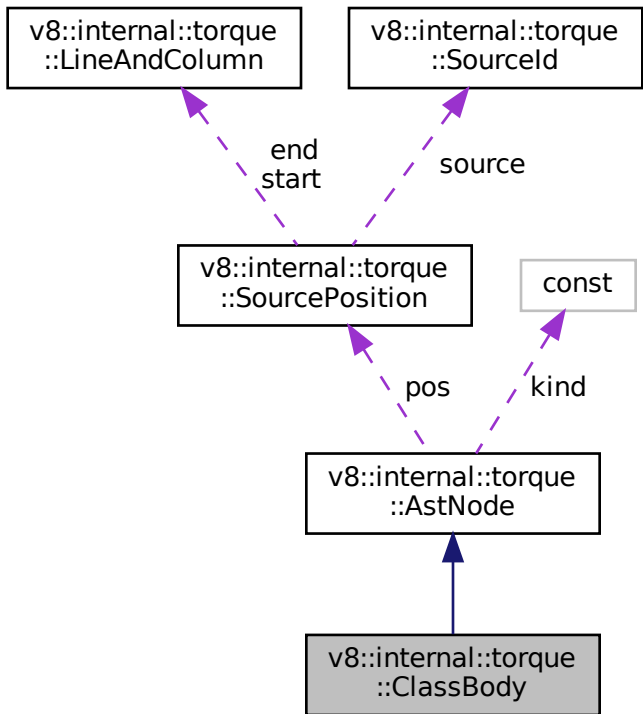 v8::internal::torque
::LineAndColumn
v8::internal::torque
::SourceId
end
start
source
v8::internal::torque
::SourcePosition
const
pos
kind
v8::internal::torque
::AstNode
v8::internal::torque
::ClassBody